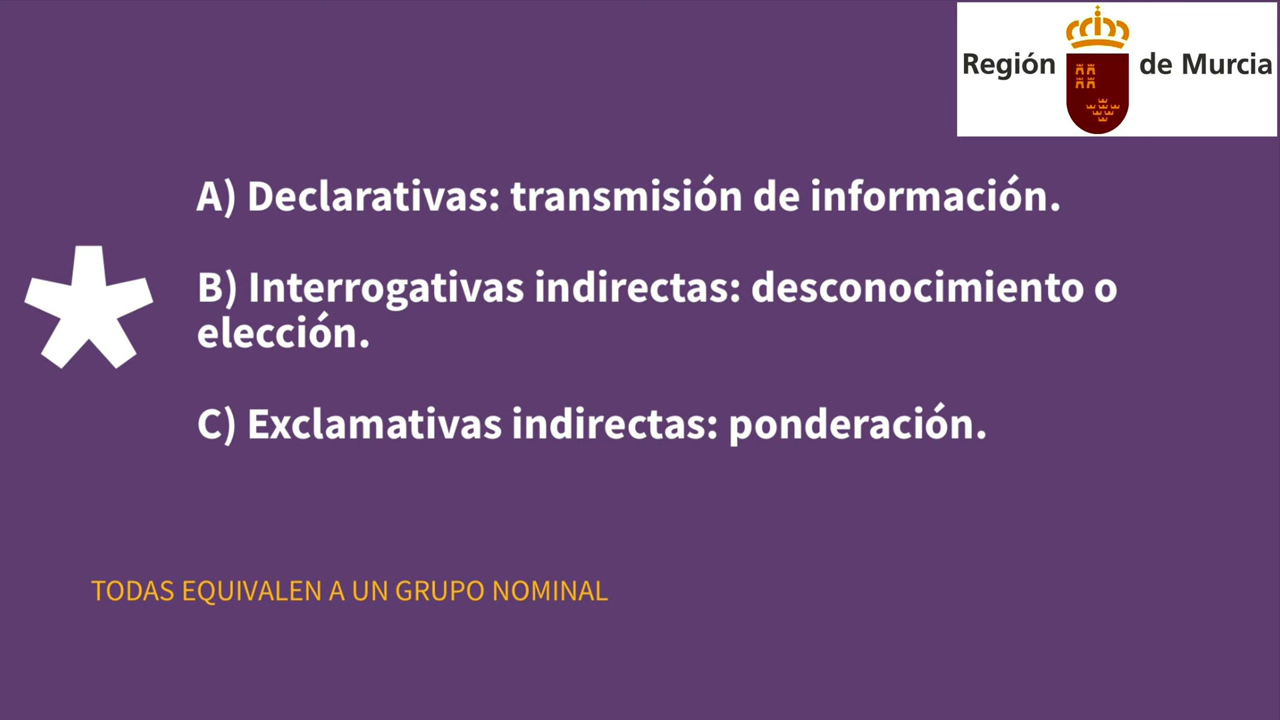 Región de Murcia
A) Declarativas: transmisión de información.
B) Interrogativas indirectas: desconocimiento o
elección.
C) Exclamativas indirectas: ponderación.
TODAS EQUIVALEN A UN GRUPO NOMINAL